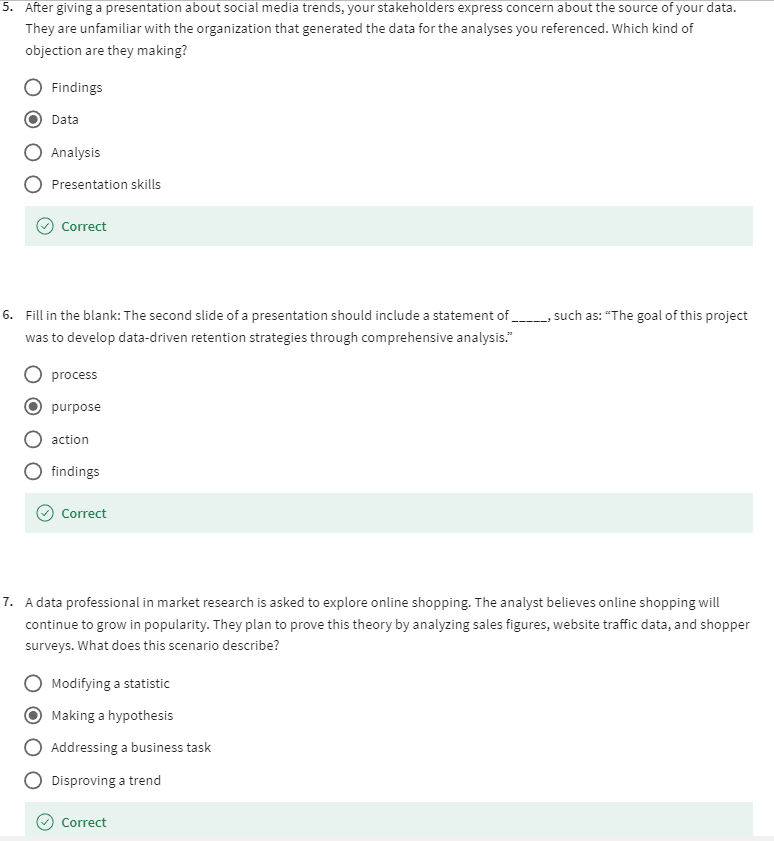 5. After giving a presentation about social media trends, your stakeholders express concern about the source of your data.
They are unfamiliar with the organization that generated the data for the analyses you referenced. Which kind of
objection are they making?
Findings
Data
Analysis
Presentation skills
Correct
6. Fill in the blank: The second slide of a presentation should include a statement of _____, such as: “The goal of this project
was to develop data-driven retention strategies through comprehensive analysis.”
process
purpose
action
findings
Correct
7. A data professional in market research is asked to explore online shopping. The analyst believes online shopping will
continue to grow in popularity. They plan to prove this theory by analyzing sales figures, website traffic data, and shopper
surveys. What does this scenario describe?
Modifying a statistic
Making a hypothesis
Addressing a business task
Disproving a trend
Correct